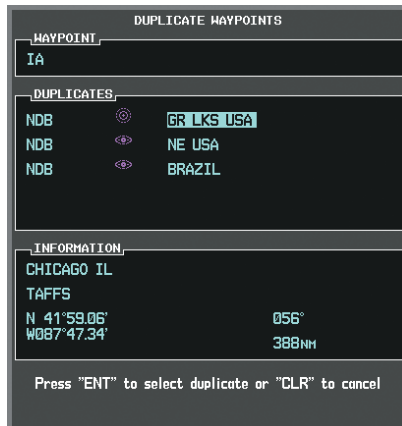 DUPLICATE WAYPOINTS
WAYPOINT
IA
DUPLICATES
NDB GR LKS USA
NDB NE USA
NDB BRAZIL
INFORMATION
CHICAGO IL
TAFFS
N 41°59.06' 056°
W087°47.34'
388NM
Press "ENT" to select duplicate or "CLR" to cancel